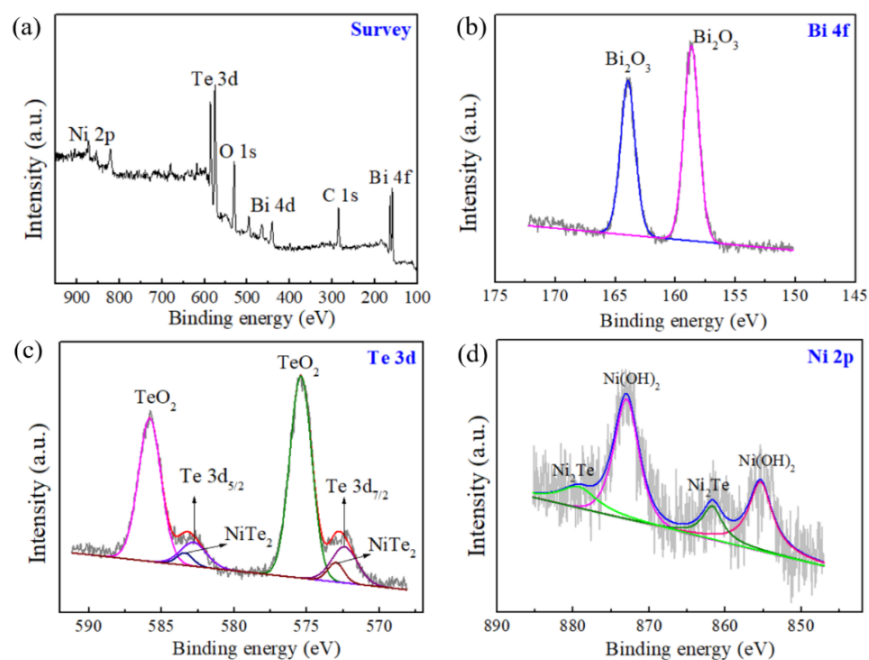 (a)
Survey
Te 3d
Ni 2p
O 1s
Bi 4d
C 1s
Bi 4f
Intensity (a.u.)
900 800 700 600 500 400 300 200 100
Binding energy (eV)
(b)
Bi 4f
Bi₂O₃
Bi₂O₃
Intensity (a.u.)
175 165 155 150 145
Binding energy (eV)
(c)
Te 3d
TeO₂
TeO₂
Te 3d₅/₂
NiTe₂
Te 3d₇/₂
NiTe₂
Intensity (a.u.)
590 585 580 575 570
Binding energy (eV)
(d)
Ni 2p
Ni(OH)₂
Ni₂Te
Ni₂Te
Ni(OH)₂
Intensity (a.u.)
890 880 870 860 850
Binding energy (eV)